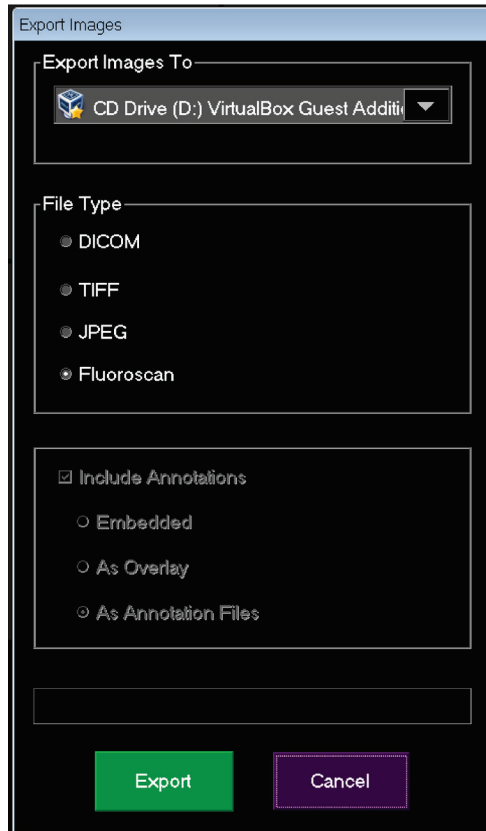 Export Images
Export Images To
CD Drive (D:) VirtualBox Guest Additi
File Type
DICOM
TIFF
JPEG
Fluoroscan
Include Annotations
Embedded
As Overlay
As Annotation Files
Export Cancel